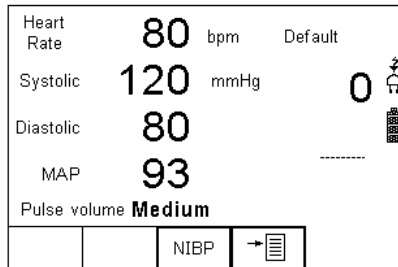 Heart Rate 80 bpm Default
Systolic 120 mmHg 0
Diastolic 80
MAP 93
---------
Pulse volume Medium
NIBP